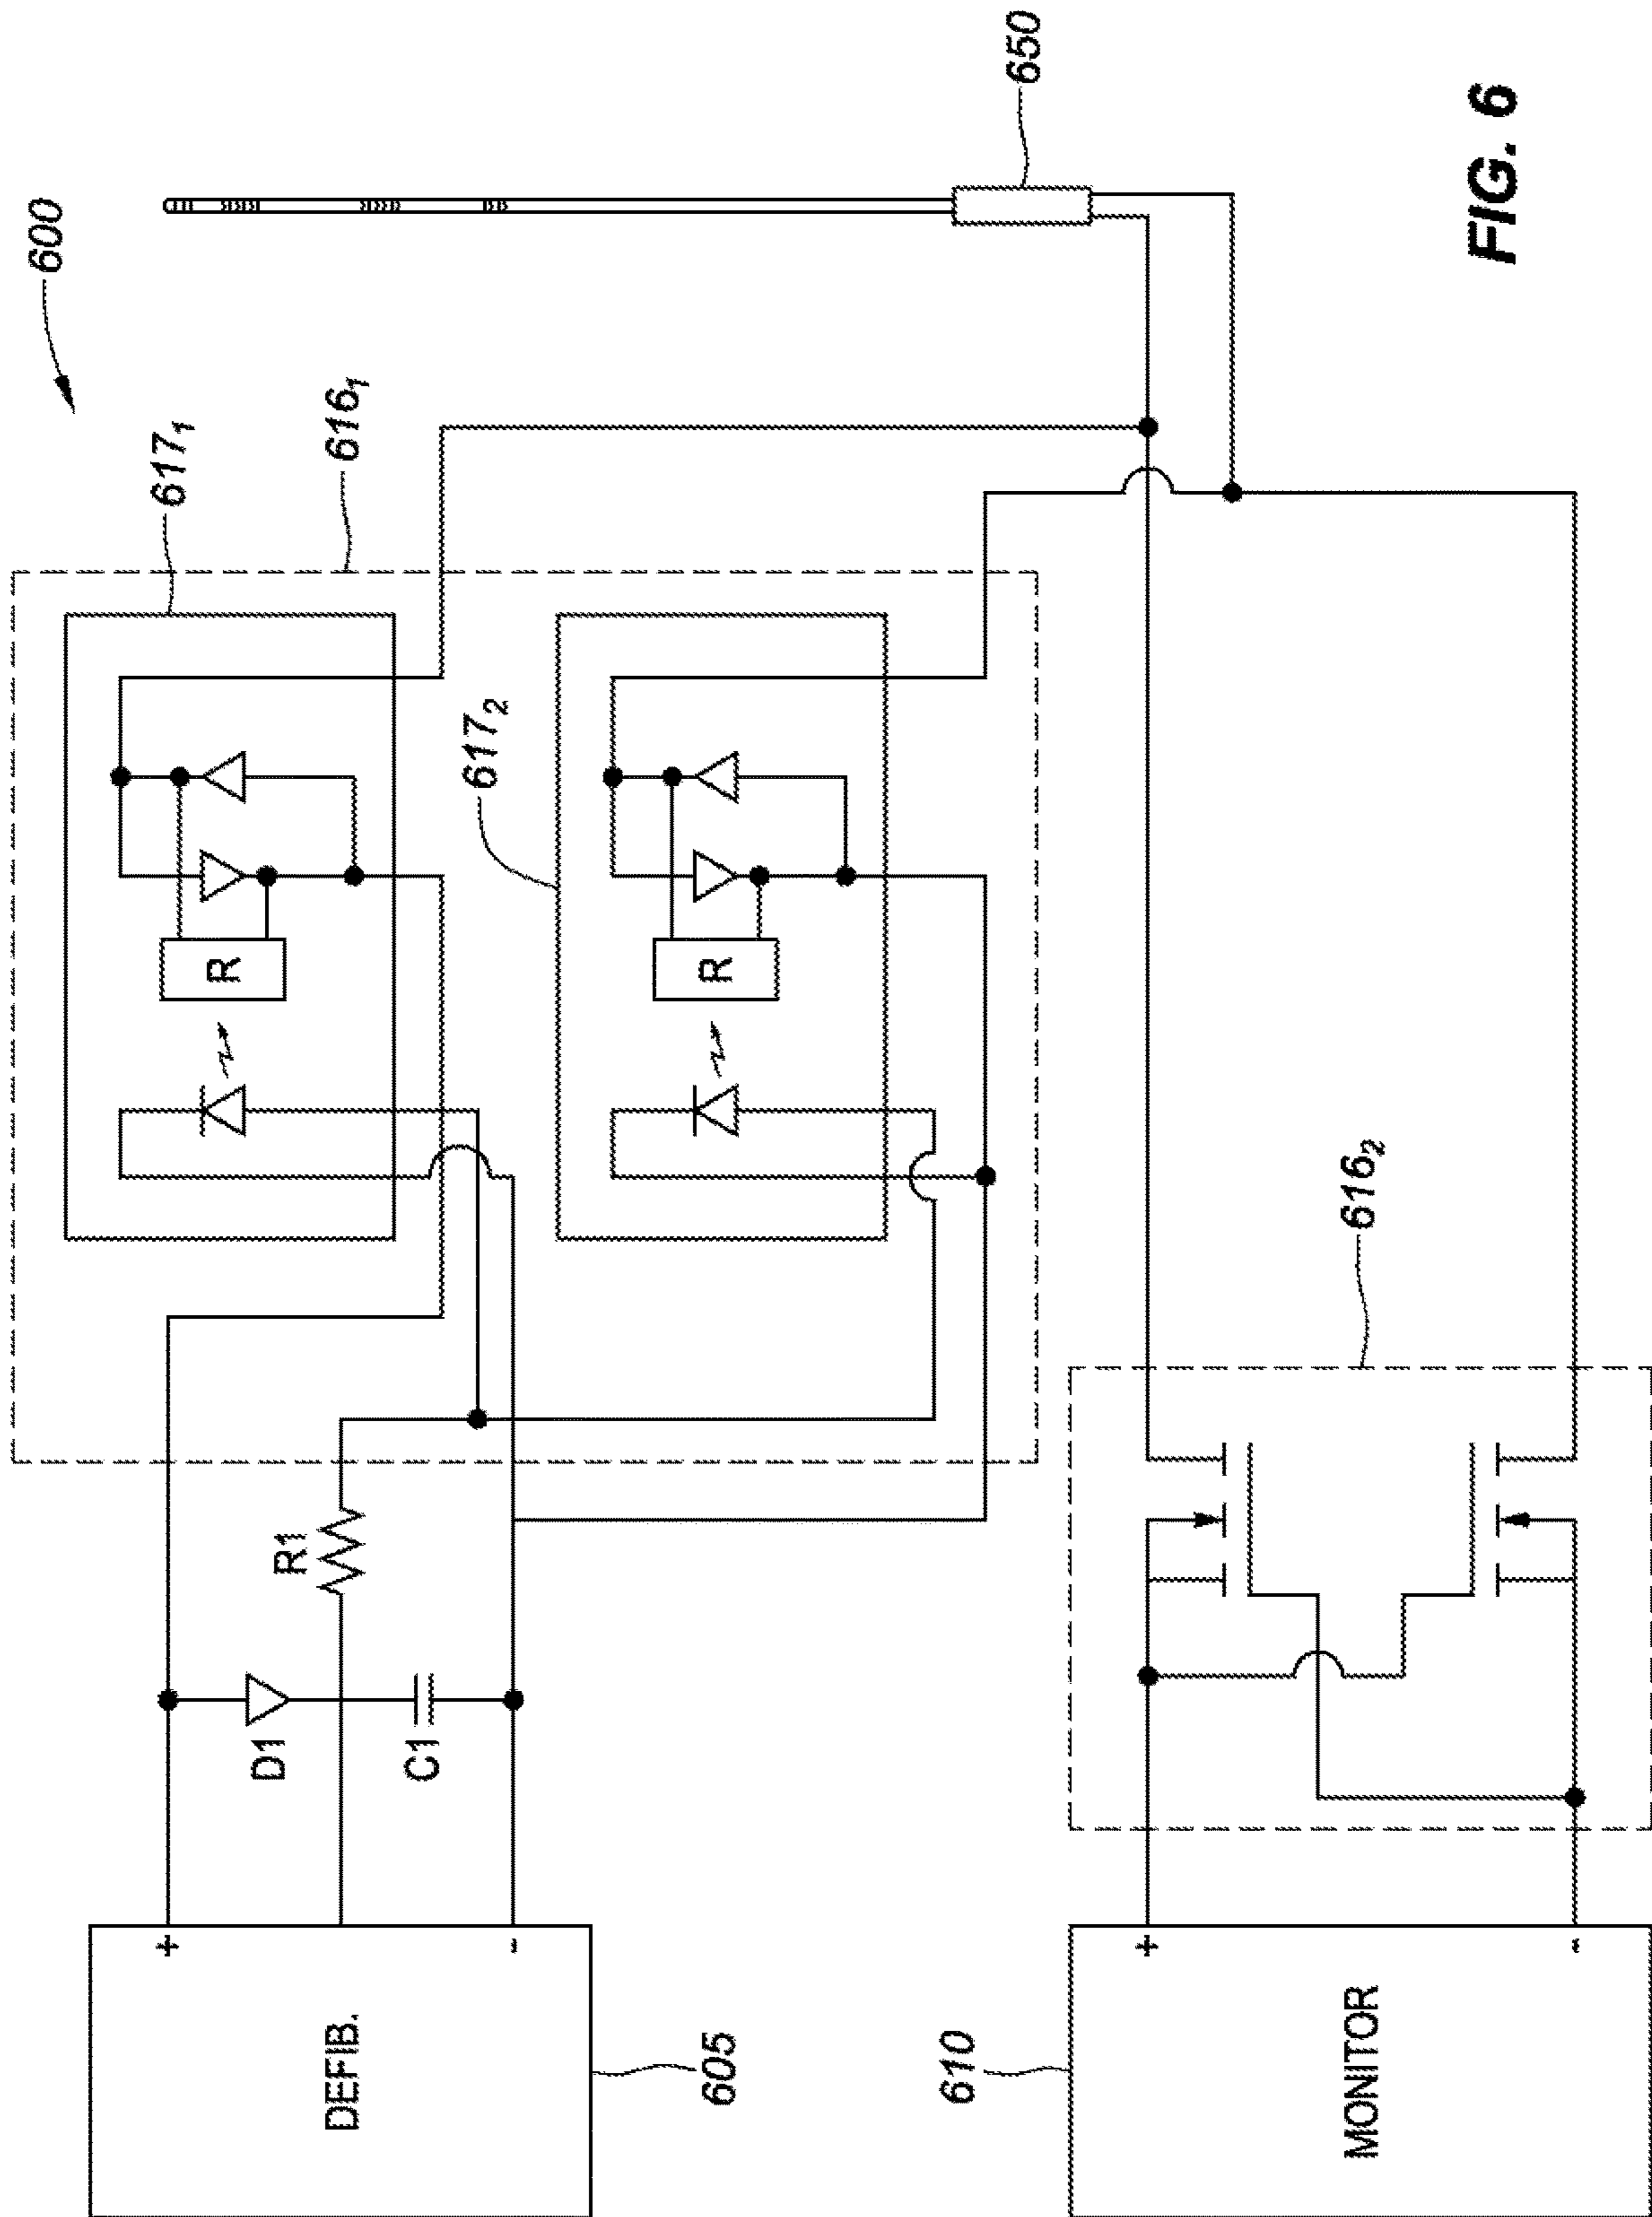 600
617₁
616₁
R
617₂
R
R1
D1
C1
+
-
DEFIB.
605
650
616₂
+
-
MONITOR
610
FIG. 6